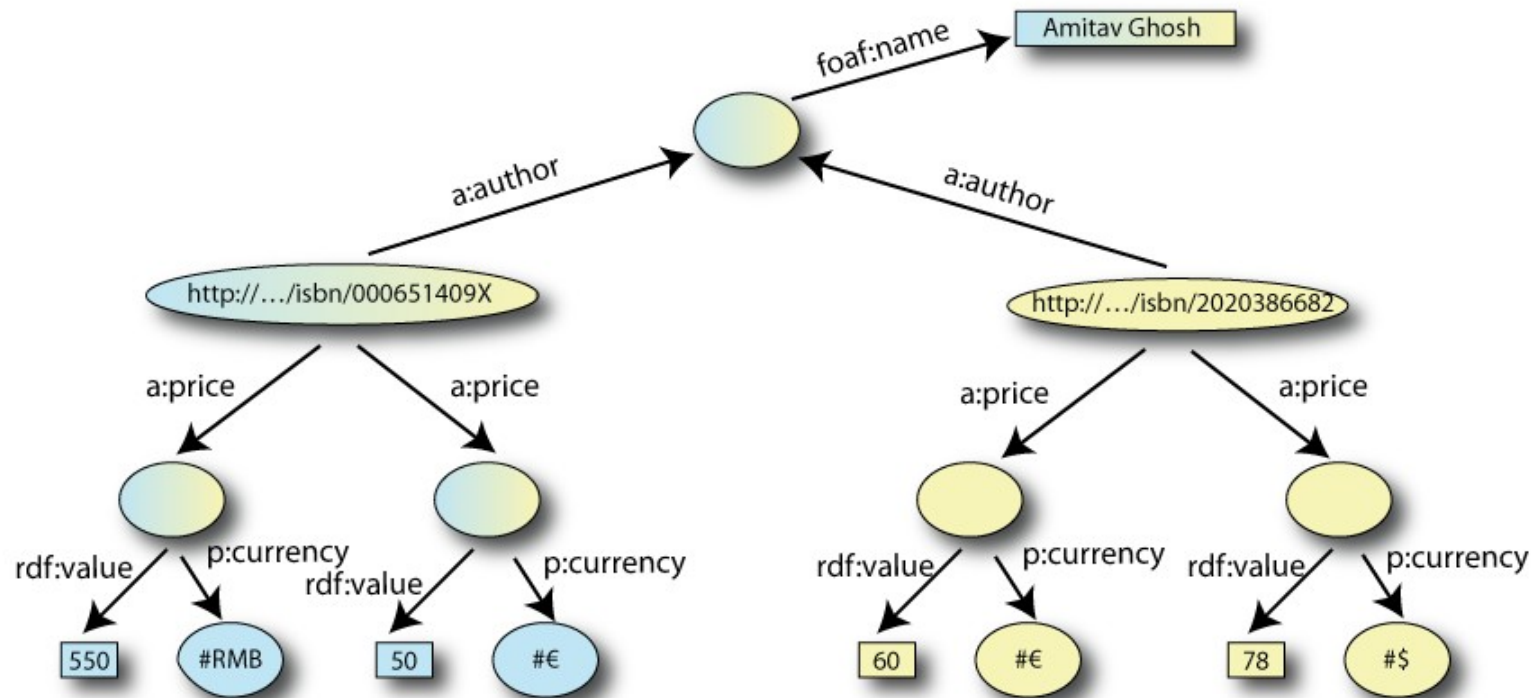 Amitav Ghosh
foaf:name
a:author
a:author
http://…/isbn/000651409X
http://…/isbn/2020386682
a:price
a:price
a:price
a:price
rdf:value
p:currency
rdf:value
p:currency
rdf:value
p:currency
rdf:value
p:currency
550
#RMB
50
#€
60
#€
78
#$